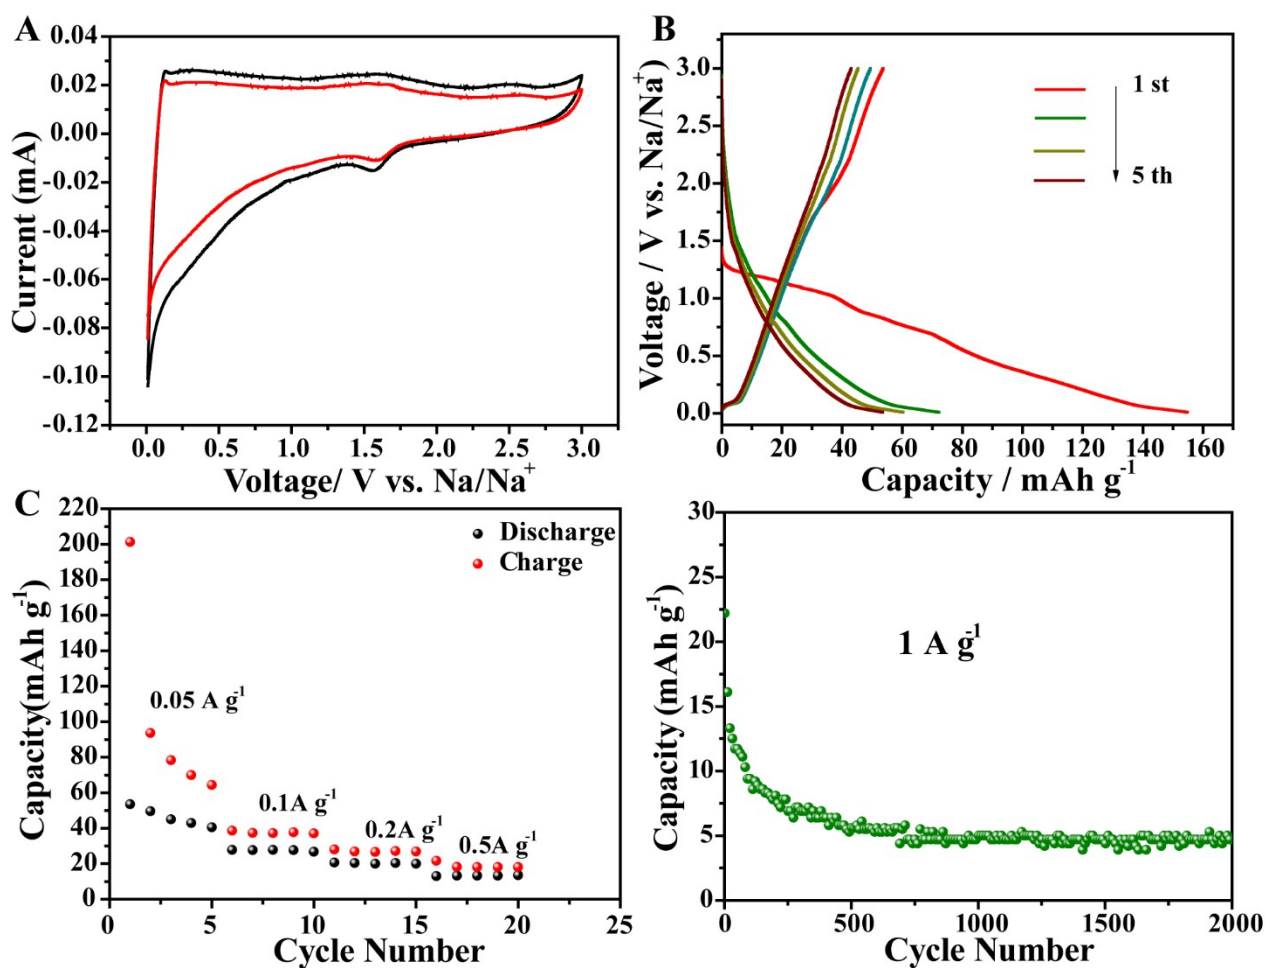 A
0.04
0.02
0.00
-0.02
-0.04
-0.06
-0.08
-0.10
-0.12
Current (mA)
0.0 0.5 1.0 1.5 2.0 2.5 3.0
Voltage/ V vs. Na/Na+
B
3.0
2.5
2.0
1.5
1.0
0.5
0.0
Voltage / V vs. Na/Na+
1 st
5 th
0 20 40 60 80 100 120 140 160
Capacity / mAh g-1
C
220
200
180
160
140
120
100
80
60
40
20
0
Capacity(mAh g-1)
Discharge
Charge
0.05 A g-1
0.1A g-1
0.2A g-1
0.5A g-1
0 5 10 15 20 25
Cycle Number
30
25
20
15
10
5
0
Capacity (mAh g-1)
1 A g-1
0 500 1000 1500 2000
Cycle Number